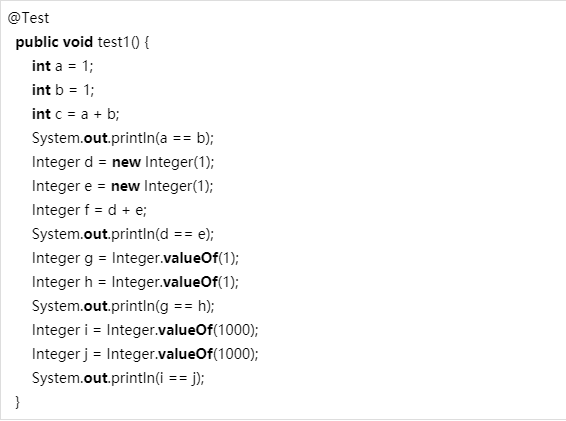 @Test
public void test1() {
int a = 1;
int b = 1;
int c = a + b;
System.out.println(a == b);
Integer d = new Integer(1);
Integer e = new Integer(1);
Integer f = d + e;
System.out.println(d == e);
Integer g = Integer.valueOf(1);
Integer h = Integer.valueOf(1);
System.out.println(g == h);
Integer i = Integer.valueOf(1000);
Integer j = Integer.valueOf(1000);
System.out.println(i == j);
}